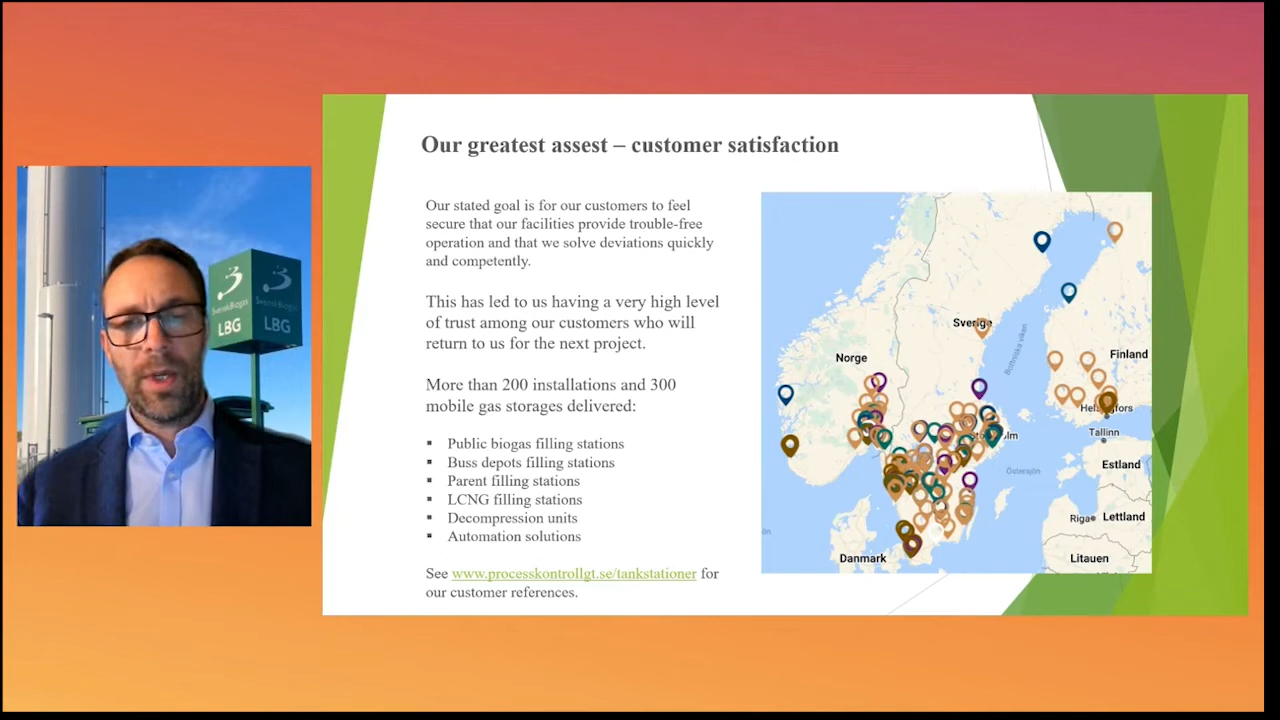 Our greatest assest – customer satisfaction
Our stated goal is for our customers to feel
secure that our facilities provide trouble-free
operation and that we solve deviations quickly
and competently.
This has led to us having a very high level
of trust among our customers who will
return to us for the next project.
More than 200 installations and 300
mobile gas storages delivered:
▪ Public biogas filling stations
▪ Buss depots filling stations
▪ Parent filling stations
▪ LCNG filling stations
▪ Decompression units
▪ Automation solutions
See www.processkontrollgt.se/tankstationer for
our customer references.
SvenskBiogas
LBG
SvenskBiogas
LBG
Sverige
Norge
Finland
Bottniska viken
Tallinn
Estland
Östersjön
Riga
Lettland
Danmark
Litauen